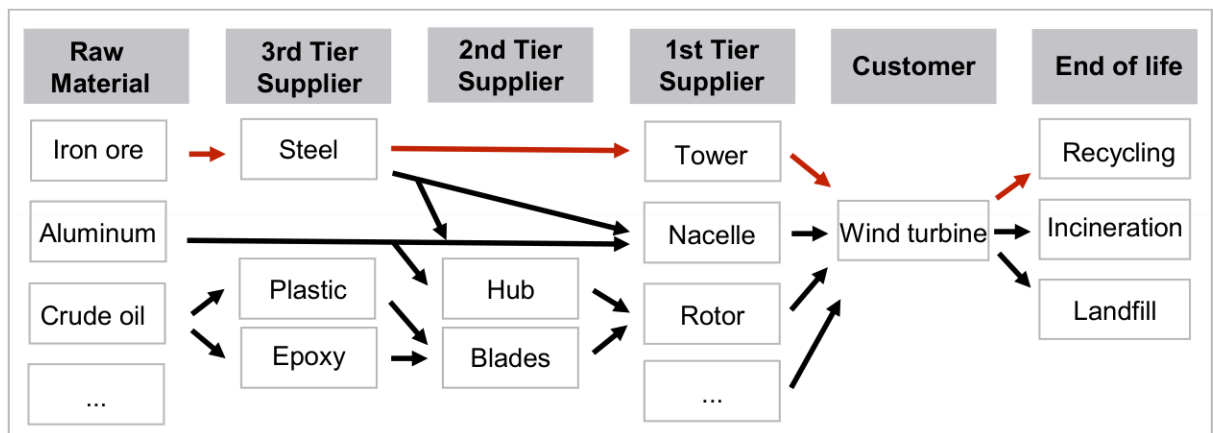 Raw
Material
3rd Tier
Supplier
2nd Tier
Supplier
1st Tier
Supplier
Customer
End of life
Iron ore
Steel
Tower
Recycling
Aluminum
Nacelle
Wind turbine
Incineration
Crude oil
Plastic
Hub
Rotor
Landfill
Epoxy
Blades
...
...